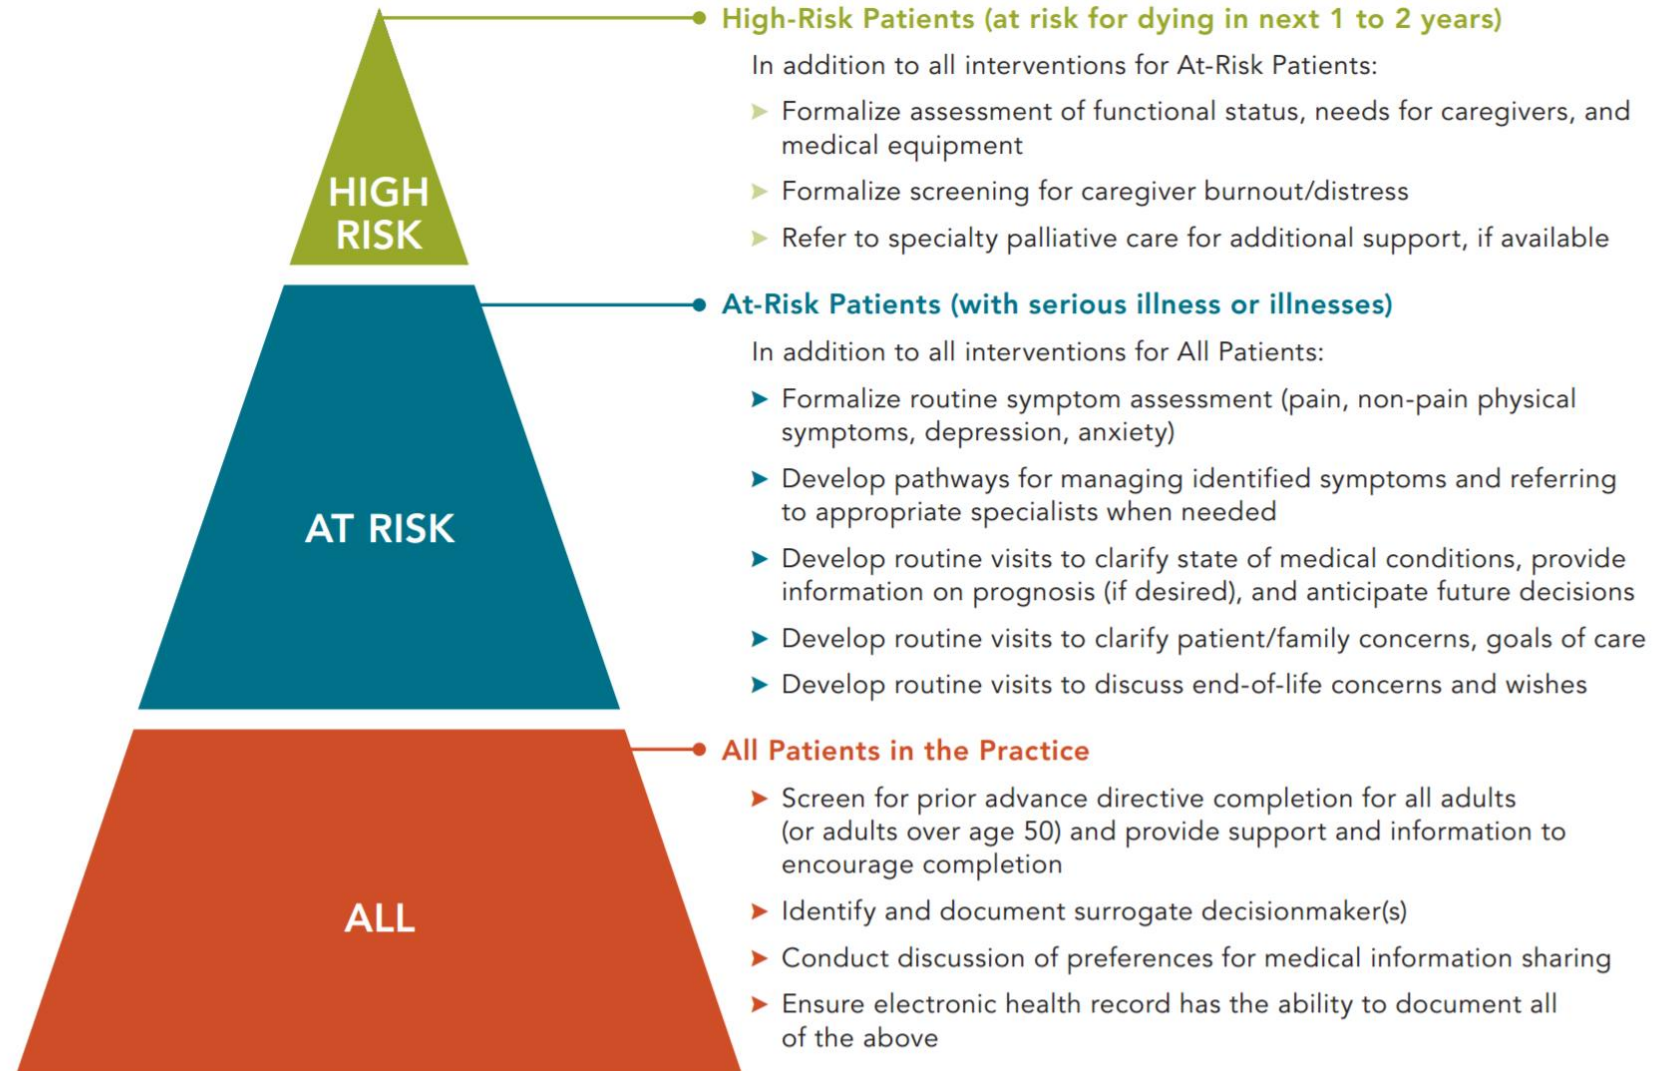 High-Risk Patients (at risk for dying in next 1 to 2 years)
In addition to all interventions for At-Risk Patients:
➤ Formalize assessment of functional status, needs for caregivers, and
medical equipment
➤ Formalize screening for caregiver burnout/distress
➤ Refer to specialty palliative care for additional support, if available
HIGH
RISK
At-Risk Patients (with serious illness or illnesses)
In addition to all interventions for All Patients:
➤ Formalize routine symptom assessment (pain, non-pain physical
symptoms, depression, anxiety)
➤ Develop pathways for managing identified symptoms and referring
to appropriate specialists when needed
➤ Develop routine visits to clarify state of medical conditions, provide
information on prognosis (if desired), and anticipate future decisions
➤ Develop routine visits to clarify patient/family concerns, goals of care
➤ Develop routine visits to discuss end-of-life concerns and wishes
AT RISK
All Patients in the Practice
➤ Screen for prior advance directive completion for all adults
(or adults over age 50) and provide support and information to
encourage completion
➤ Identify and document surrogate decisionmaker(s)
➤ Conduct discussion of preferences for medical information sharing
➤ Ensure electronic health record has the ability to document all
of the above
ALL